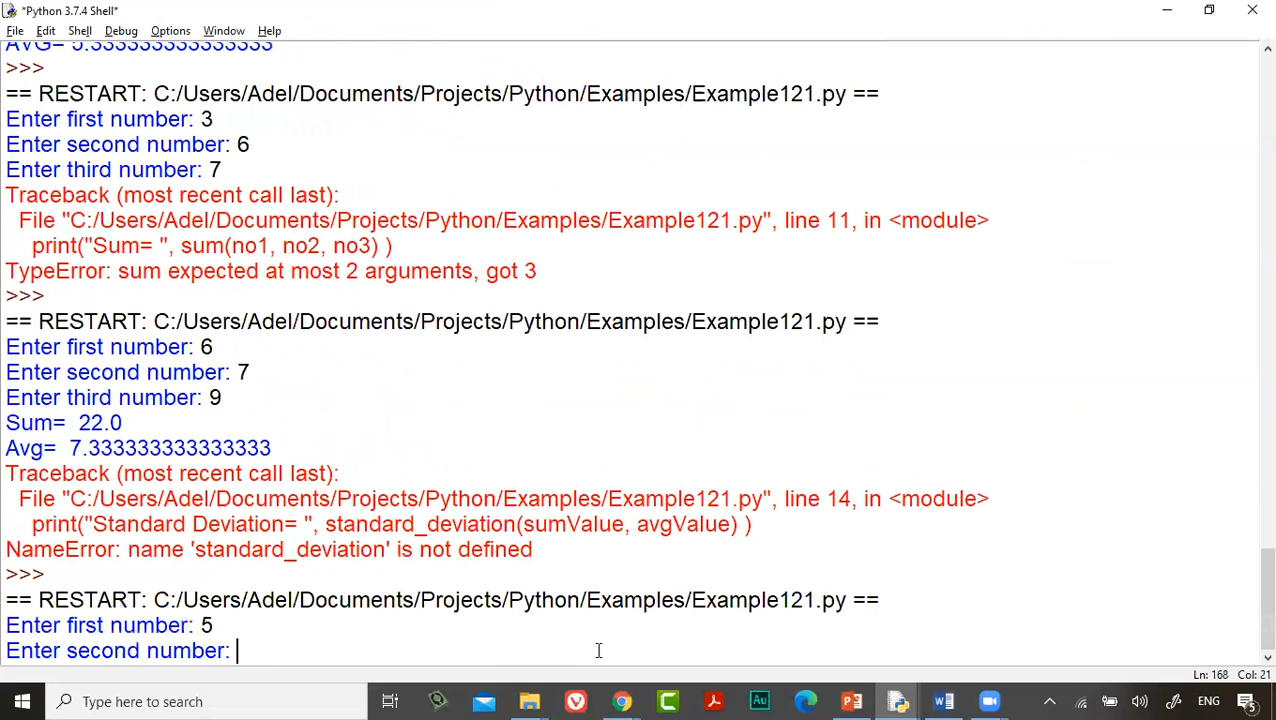 *Python 3.7.4 Shell*
File Edit Shell Debug Options Window Help
AVG= 5.333333333333333
>>>
== RESTART: C:/Users/Adel/Documents/Projects/Python/Examples/Example121.py ==
Enter first number: 3
Enter second number: 6
Enter third number: 7
Traceback (most recent call last):
  File "C:/Users/Adel/Documents/Projects/Python/Examples/Example121.py", line 11, in <module>
    print("Sum= ", sum(no1, no2, no3) )
TypeError: sum expected at most 2 arguments, got 3
>>>
== RESTART: C:/Users/Adel/Documents/Projects/Python/Examples/Example121.py ==
Enter first number: 6
Enter second number: 7
Enter third number: 9
Sum=  22.0
Avg=  7.333333333333333
Traceback (most recent call last):
  File "C:/Users/Adel/Documents/Projects/Python/Examples/Example121.py", line 14, in <module>
    print("Standard Deviation= ", standard_deviation(sumValue, avgValue) )
NameError: name 'standard_deviation' is not defined
>>>
== RESTART: C:/Users/Adel/Documents/Projects/Python/Examples/Example121.py ==
Enter first number: 5
Enter second number:
Ln: 168 Col: 21
Type here to search
Au
ENG
5